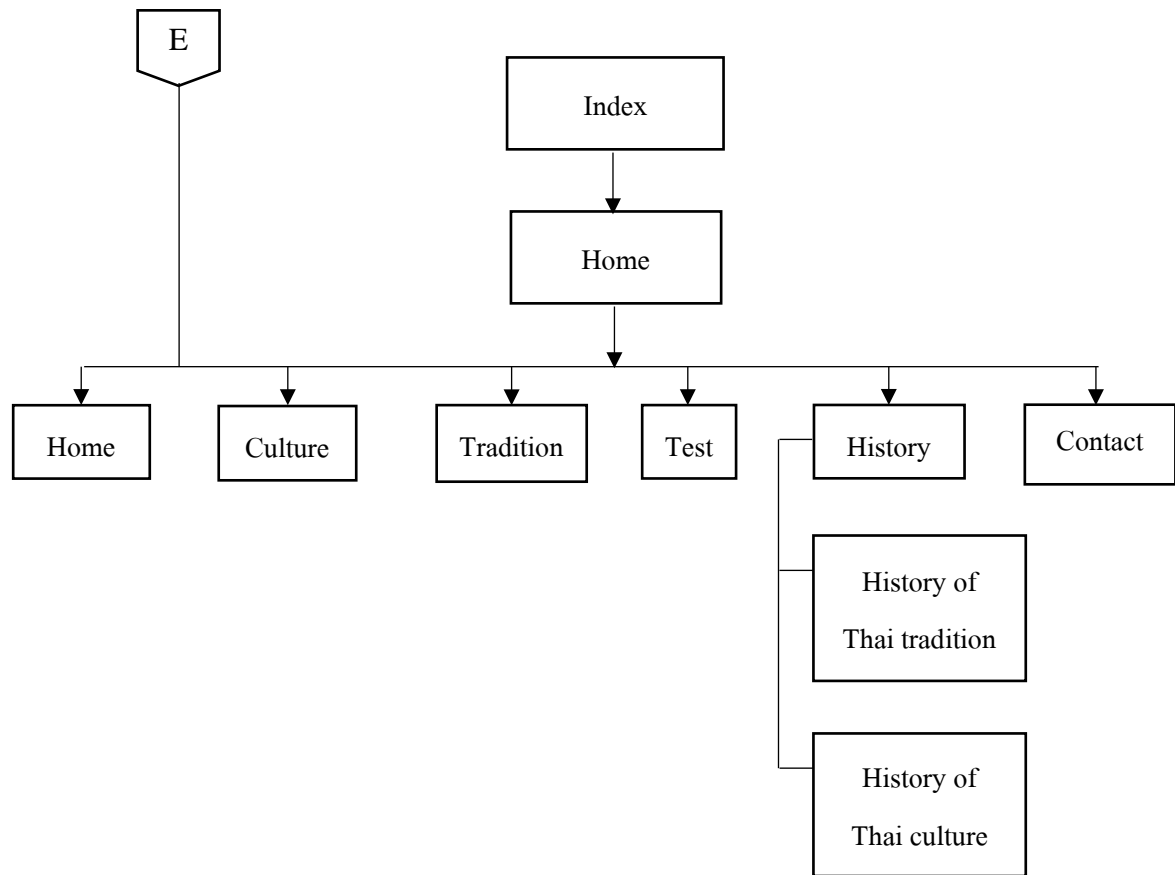 E
Index
Home
Home
Culture
Tradition
Test
History
Contact
History of
Thai tradition
History of
Thai culture